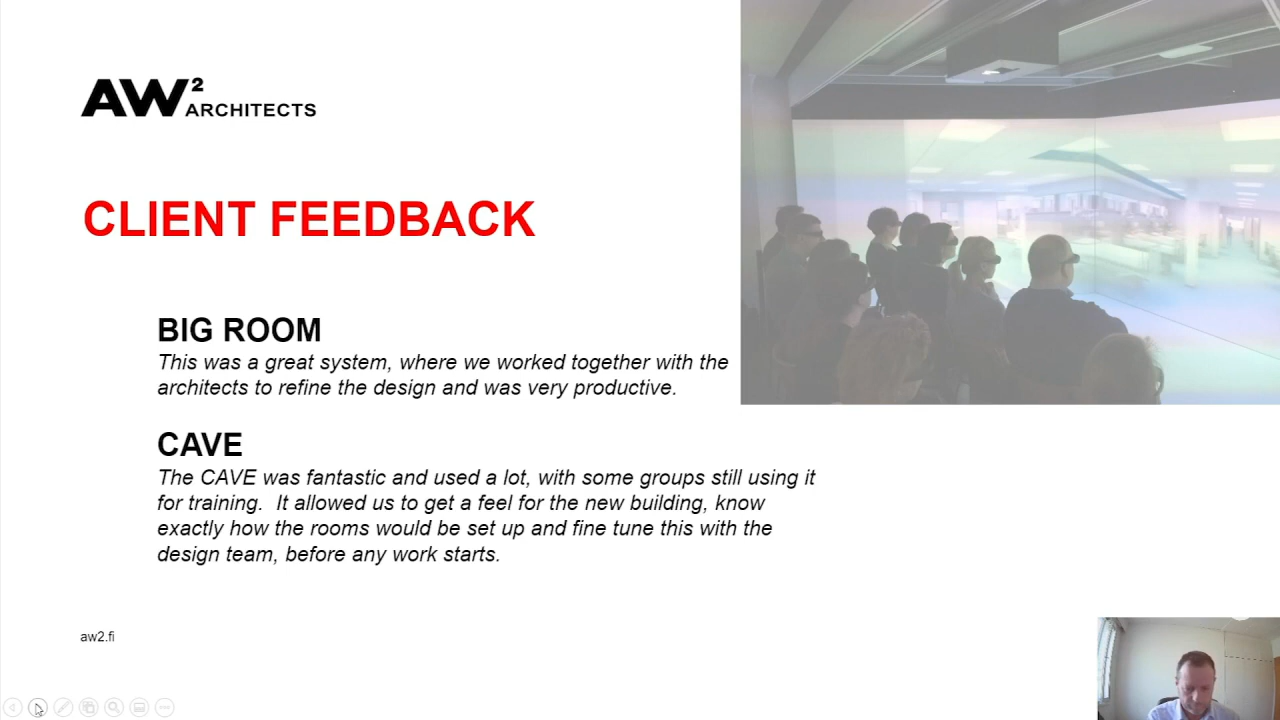 AW² ARCHITECTS
CLIENT FEEDBACK
BIG ROOM
This was a great system, where we worked together with the
architects to refine the design and was very productive.
CAVE
The CAVE was fantastic and used a lot, with some groups still using it
for training.  It allowed us to get a feel for the new building, know
exactly how the rooms would be set up and fine tune this with the
design team, before any work starts.
aw2.fi